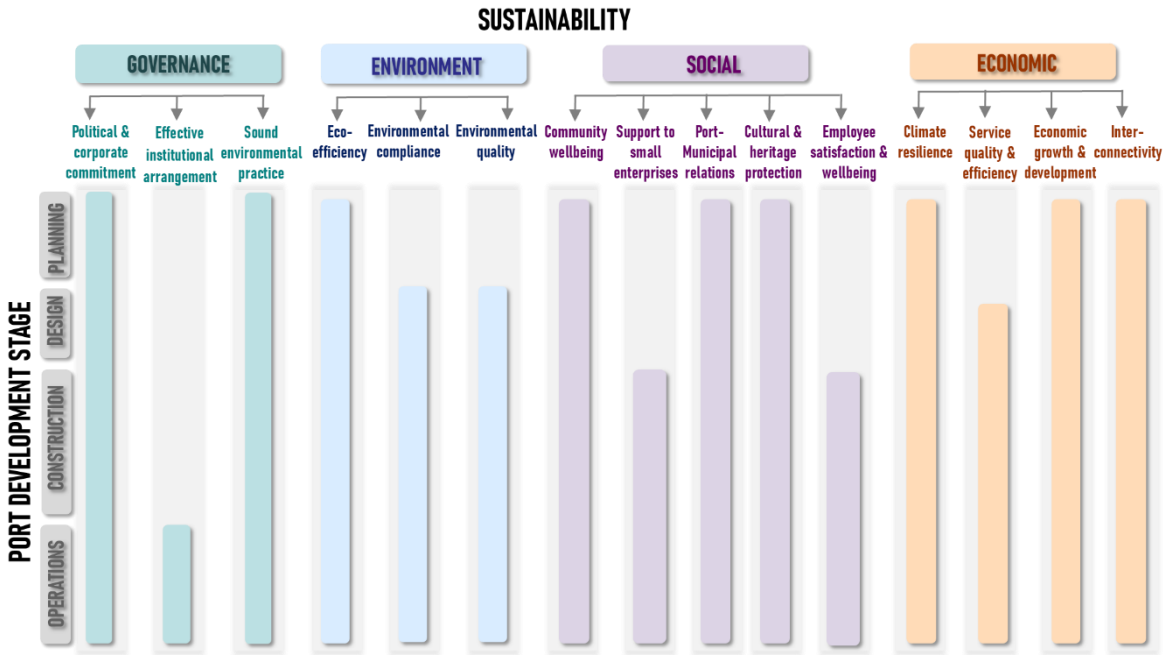 SUSTAINABILITY
GOVERNANCE
ENVIRONMENT
SOCIAL
ECONOMIC
Political &
corporate
commitment
Effective
institutional
arrangement
Sound
environmental
practice
Eco-
efficiency
Environmental
compliance
Environmental
quality
Community
wellbeing
Support to
small
enterprises
Port-
Municipal
relations
Cultural &
heritage
protection
Employee
satisfaction &
wellbeing
Climate
resilience
Service
quality &
efficiency
Economic
growth &
development
Inter-
connectivity
PORT DEVELOPMENT STAGE
PLANNING
DESIGN
CONSTRUCTION
OPERATIONS